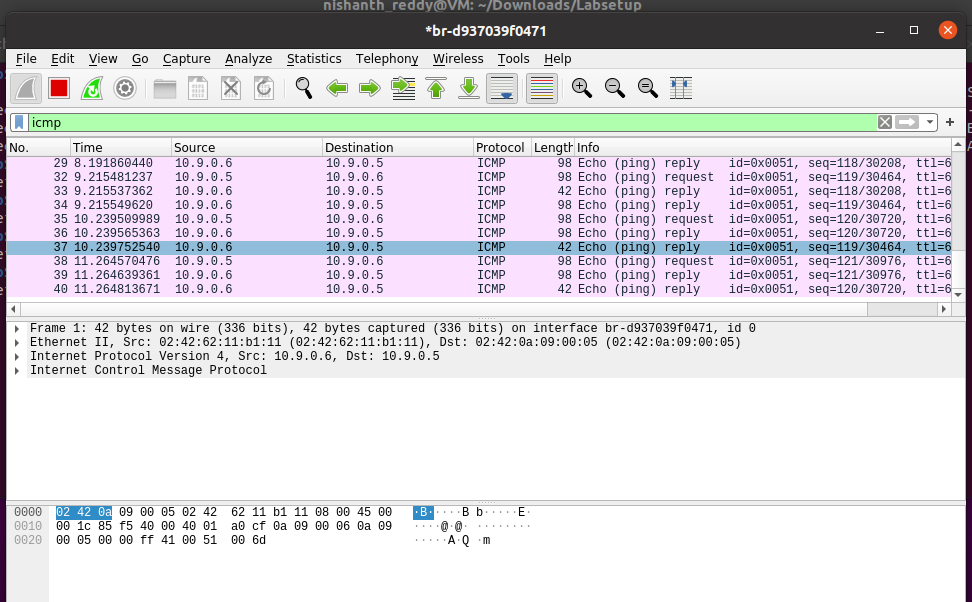 nishanth_reddy@VM: ~/Downloads/Labsetup
*br-d937039f0471
File Edit View Go Capture Analyze Statistics Telephony Wireless Tools Help
icmp
No. Time Source Destination Protocol Length Info
29 8.191860440 10.9.0.6 10.9.0.5 ICMP 98 Echo (ping) reply id=0x0051, seq=118/30208, ttl=6
32 9.215481237 10.9.0.5 10.9.0.6 ICMP 98 Echo (ping) request id=0x0051, seq=119/30464, ttl=6
33 9.215537362 10.9.0.6 10.9.0.5 ICMP 42 Echo (ping) reply id=0x0051, seq=118/30208, ttl=6
34 9.215549620 10.9.0.6 10.9.0.5 ICMP 98 Echo (ping) reply id=0x0051, seq=119/30464, ttl=6
35 10.239509989 10.9.0.5 10.9.0.6 ICMP 98 Echo (ping) request id=0x0051, seq=120/30720, ttl=6
36 10.239565363 10.9.0.6 10.9.0.5 ICMP 98 Echo (ping) reply id=0x0051, seq=120/30720, ttl=6
37 10.239752540 10.9.0.6 10.9.0.5 ICMP 42 Echo (ping) reply id=0x0051, seq=119/30464, ttl=6
38 11.264570476 10.9.0.5 10.9.0.6 ICMP 98 Echo (ping) request id=0x0051, seq=121/30976, ttl=6
39 11.264639361 10.9.0.6 10.9.0.5 ICMP 98 Echo (ping) reply id=0x0051, seq=121/30976, ttl=6
40 11.264813671 10.9.0.6 10.9.0.5 ICMP 42 Echo (ping) reply id=0x0051, seq=120/30720, ttl=6
Frame 1: 42 bytes on wire (336 bits), 42 bytes captured (336 bits) on interface br-d937039f0471, id 0
Ethernet II, Src: 02:42:62:11:b1:11 (02:42:62:11:b1:11), Dst: 02:42:0a:09:00:05 (02:42:0a:09:00:05)
Internet Protocol Version 4, Src: 10.9.0.6, Dst: 10.9.0.5
Internet Control Message Protocol
0000 02 42 0a 09 00 05 02 42 62 11 b1 11 08 00 45 00 ·B·····B b·····E·
0010 00 1c 85 f5 40 00 40 01 a0 cf 0a 09 00 06 0a 09 ····@·@· ········
0020 00 05 00 00 ff 41 00 51 00 6d ·····A·Q ·m